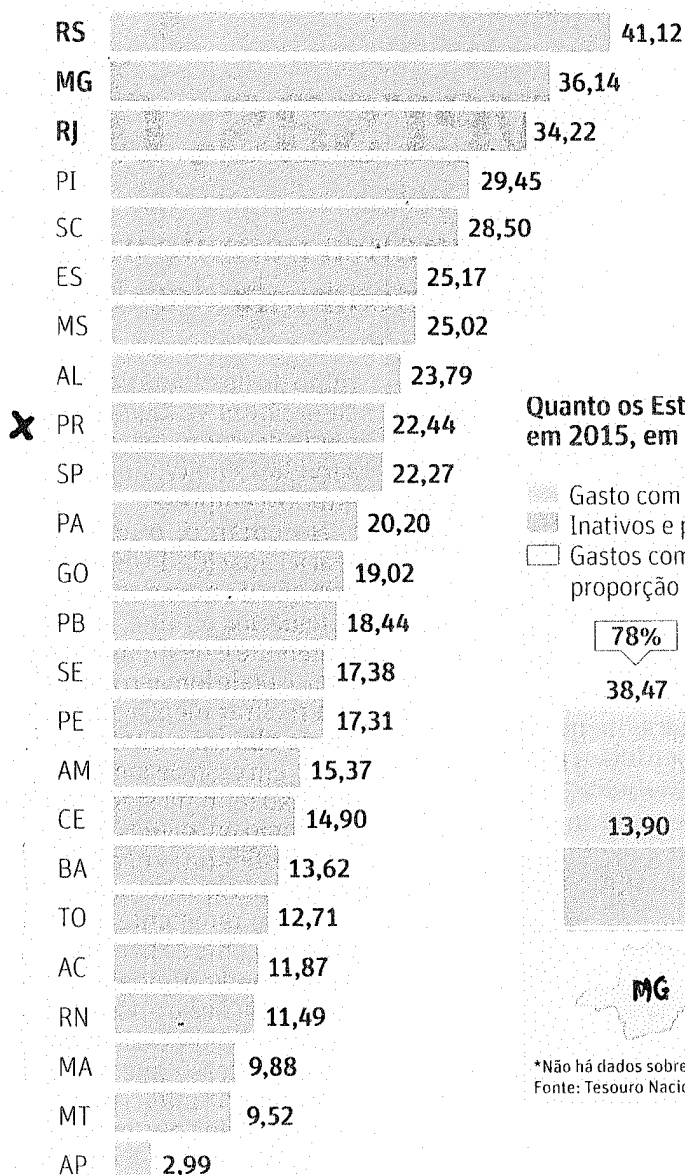 RS 41,12
MG 36,14
RJ 34,22
PI 29,45
SC 28,50
ES 25,17
MS 25,02
AL 23,79
X PR 22,44
SP 22,27
PA 20,20
GO 19,02
PB 18,44
SE 17,38
PE 17,31
AM 15,37
CE 14,90
BA 13,62
TO 12,71
AC 11,87
RN 11,49
MA 9,88
MT 9,52
AP 2,99
Quanto os
em 2015, em
Gasto com
Inativos e
Gastos
proporção
78%
38,47
13,90
MG
*Não há dados sobre
Fonte: Tesouro